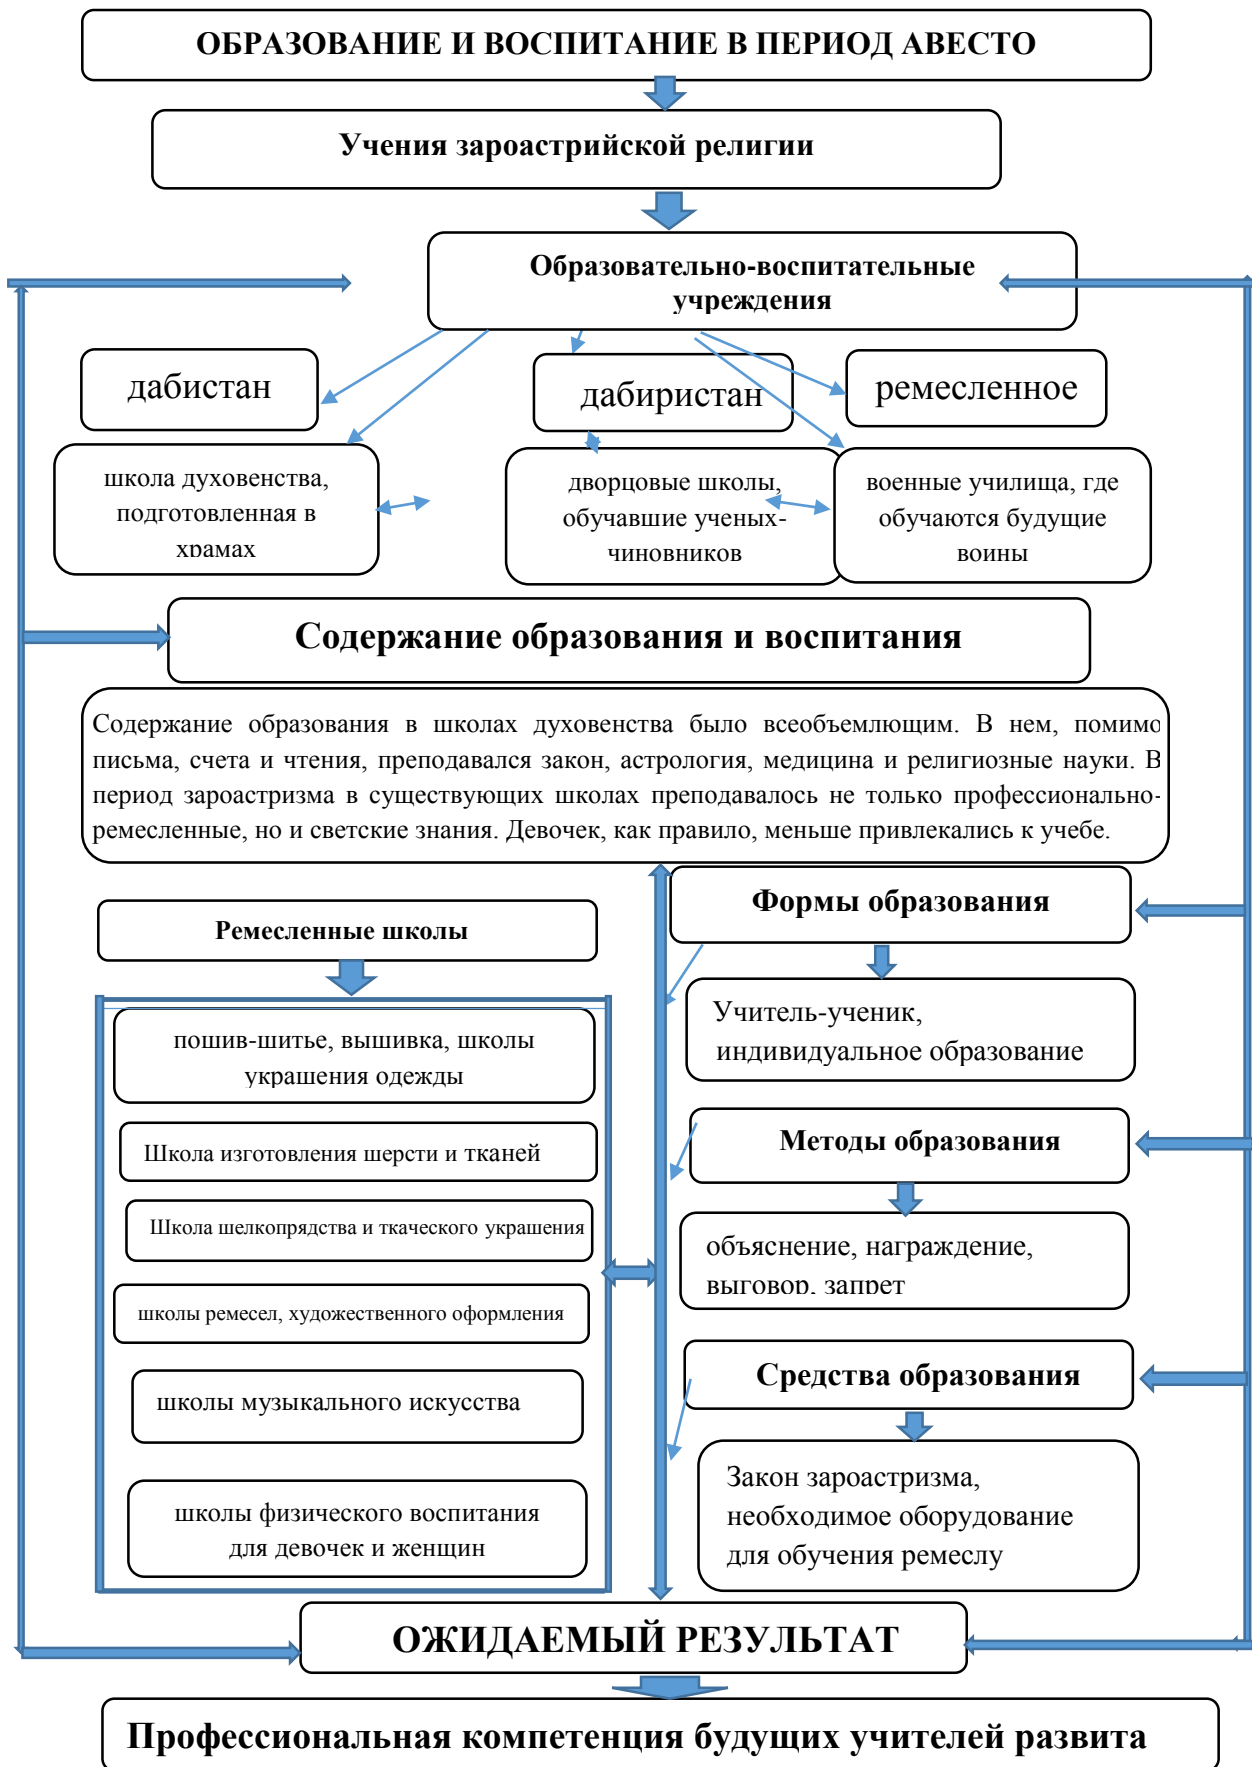 ОБРАЗОВАНИЕ И ВОСПИТАНИЕ В ПЕРИОД АВЕСТО
Учения зароастрийской религии
Образовательно-воспитательные
учреждения
дабистан
дабиристан
ремесленное
школа духовенства,
подготовленная в
храмах
дворцовые школы,
обучавшие ученых-
чиновников
военные училища, где
обучаются будущие
воины
Содержание образования и воспитания
Содержание образования в школах духовенства было всеобъемлющим. В нем, помимо
письма, счета и чтения, преподавался закон, астрология, медицина и религиозные науки. В
период зароастризма в существующих школах преподавалось не только профессионально-
ремесленные, но и светские знания. Девочек, как правило, меньше привлекались к учебе.
Ремесленные школы
пошив-шитье, вышивка, школы
украшения одежды
Школа изготовления шерсти и тканей
Школа шелкопрядства и ткаческого украшения
школы ремесел, художественного оформления
школы музыкального искусства
школы физического воспитания
для девочек и женщин
Формы образования
Учитель-ученик,
индивидуальное образование
Методы образования
объяснение, награждение,
выговор, запрет
Средства образования
Закон зароастризма,
необходимое оборудование
для обучения ремеслу
ОЖИДАЕМЫЙ РЕЗУЛЬТАТ
Профессиональная компетенция будущих учителей развита